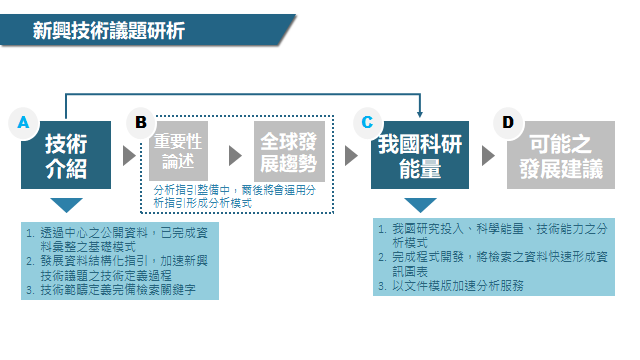 新興技術議題研析
A
技術
介紹
B
重要性
論述
全球發
展趨勢
C
我國科研
能量
D
可能之
發展建議
分析指引整備中，爾後將會運用分
析指引形成分析模式
1. 透過中心之公開資料，已完成資
料彙整之基礎模式
2. 發展資料結構化指引，加速新興
技術議題之技術定義過程
3. 技術範疇定義完備檢索關鍵字
1. 我國研究投入、科學能量、技術能力之分
析模式
2. 完成程式開發，將檢索之資料快速形成資
訊圖表
3. 以文件模版加速分析服務